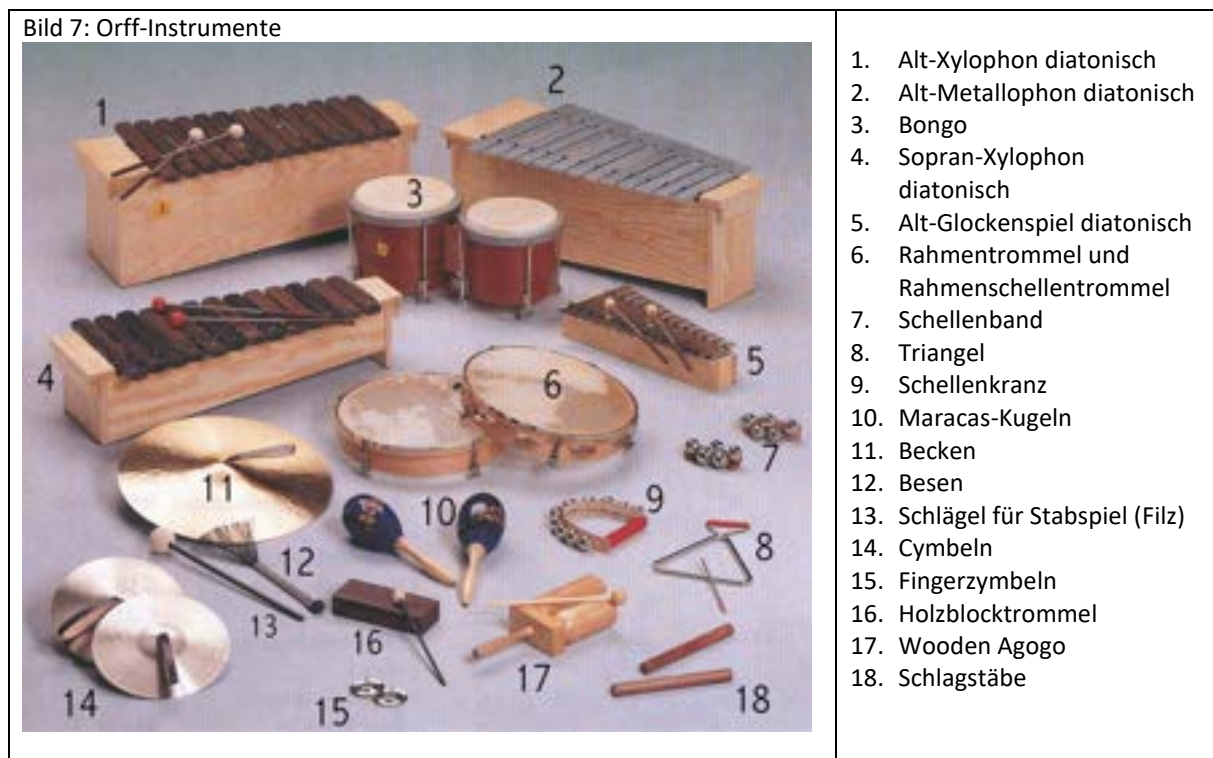 Bild 7: Orff-Instrumente
1
2
3
4
5
6
7
8
9
10
11
12
13
14
15
16
17
18
1. Alt-Xylophon diatonisch
2. Alt-Metallophon diatonisch
3. Bongo
4. Sopran-Xylophon
diatonisch
5. Alt-Glockenspiel diatonisch
6. Rahmentrommel und
Rahmenschellentrommel
7. Schellenband
8. Triangel
9. Schellenkranz
10. Maracas-Kugeln
11. Becken
12. Besen
13. Schlägel für Stabspiel (Filz)
14. Cymbeln
15. Fingerzymbeln
16. Holzblocktrommel
17. Wooden Agogo
18. Schlagstäbe